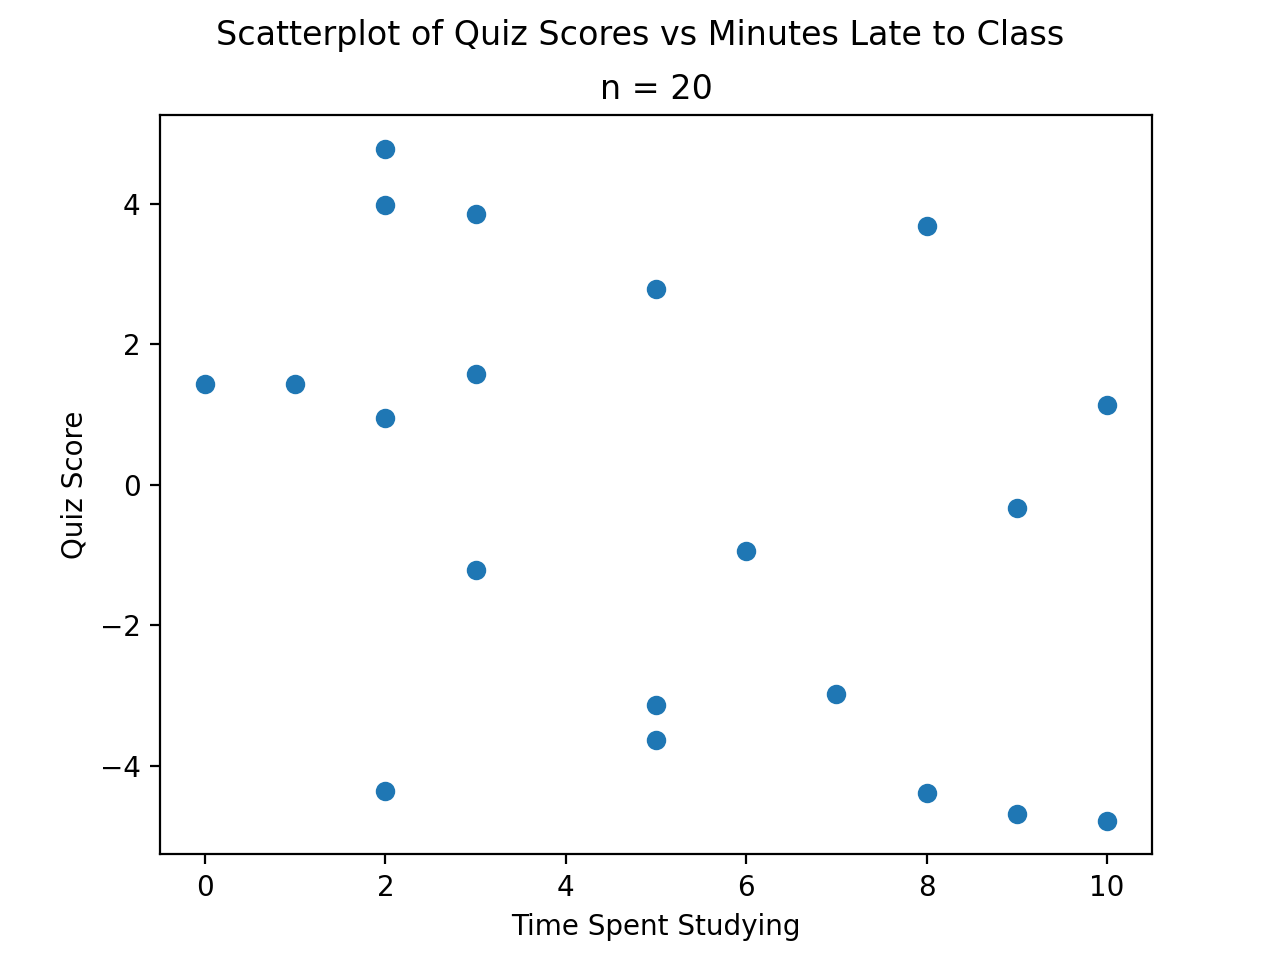 Scatterplot of Quiz Scores vs Minutes Late to Class
n = 20
4
2
0
−2
−4
Quiz Score
0 2 4 6 8 10
Time Spent Studying